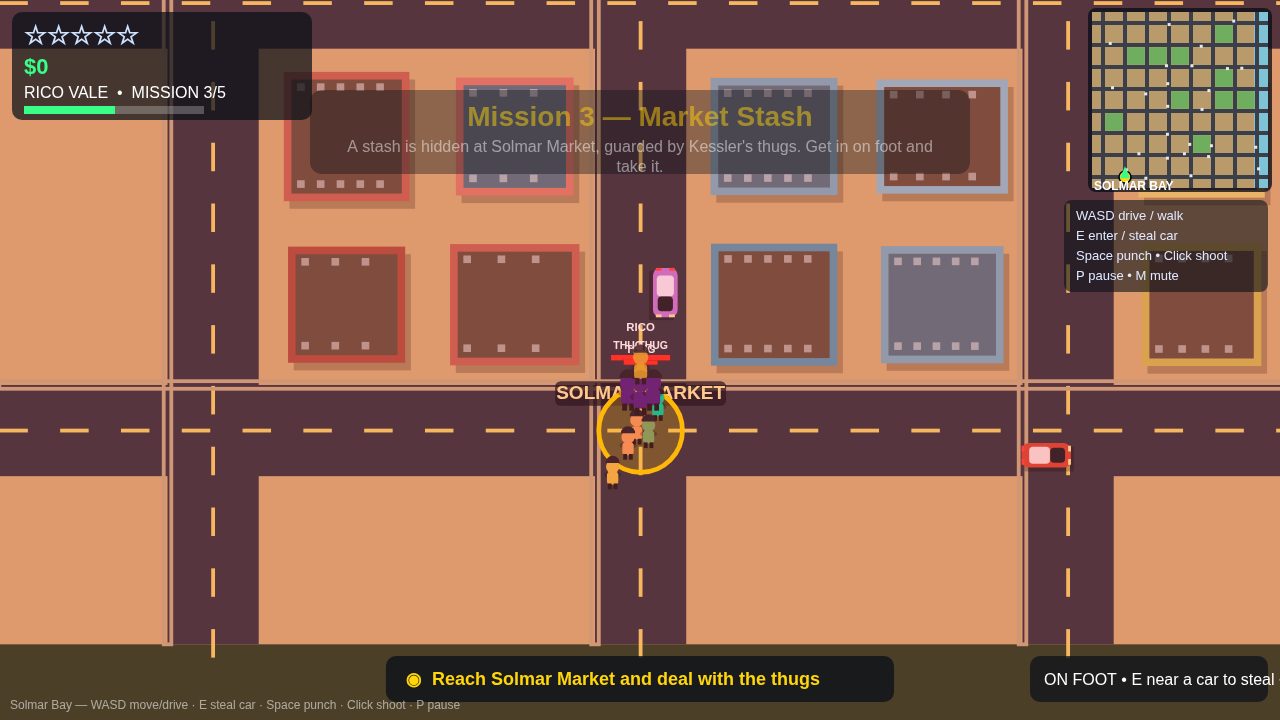 ☆☆☆☆☆
$0
RICO VALE • MISSION 3/5
Mission 3 — Market Stash
A stash is hidden at Solmar Market, guarded by Kessler's thugs. Get in on foot and
take it.
SOLMAR BAY
WASD drive / walk
E enter / steal car
Space punch • Click shoot
P pause • M mute
RICO
◉ Reach Solmar Market and deal with the thugs
ON FOOT • E near a car to steal
Solmar Bay — WASD move/drive · E steal car · Space punch · Click shoot · P pause